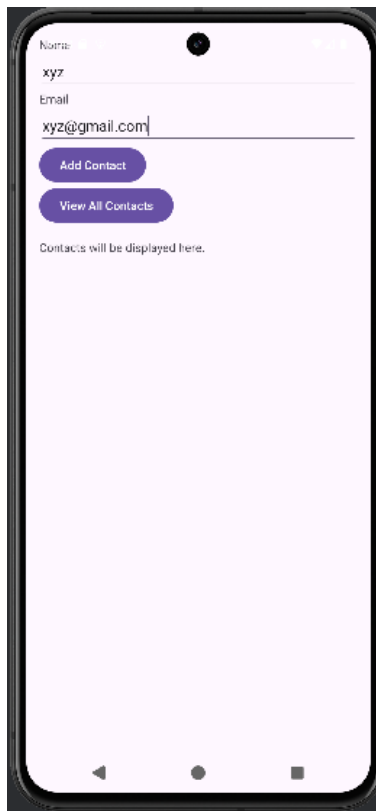 Name
xyz
Email
xyz@gmail.com
Add Contact
View All Contacts
Contacts will be displayed here.